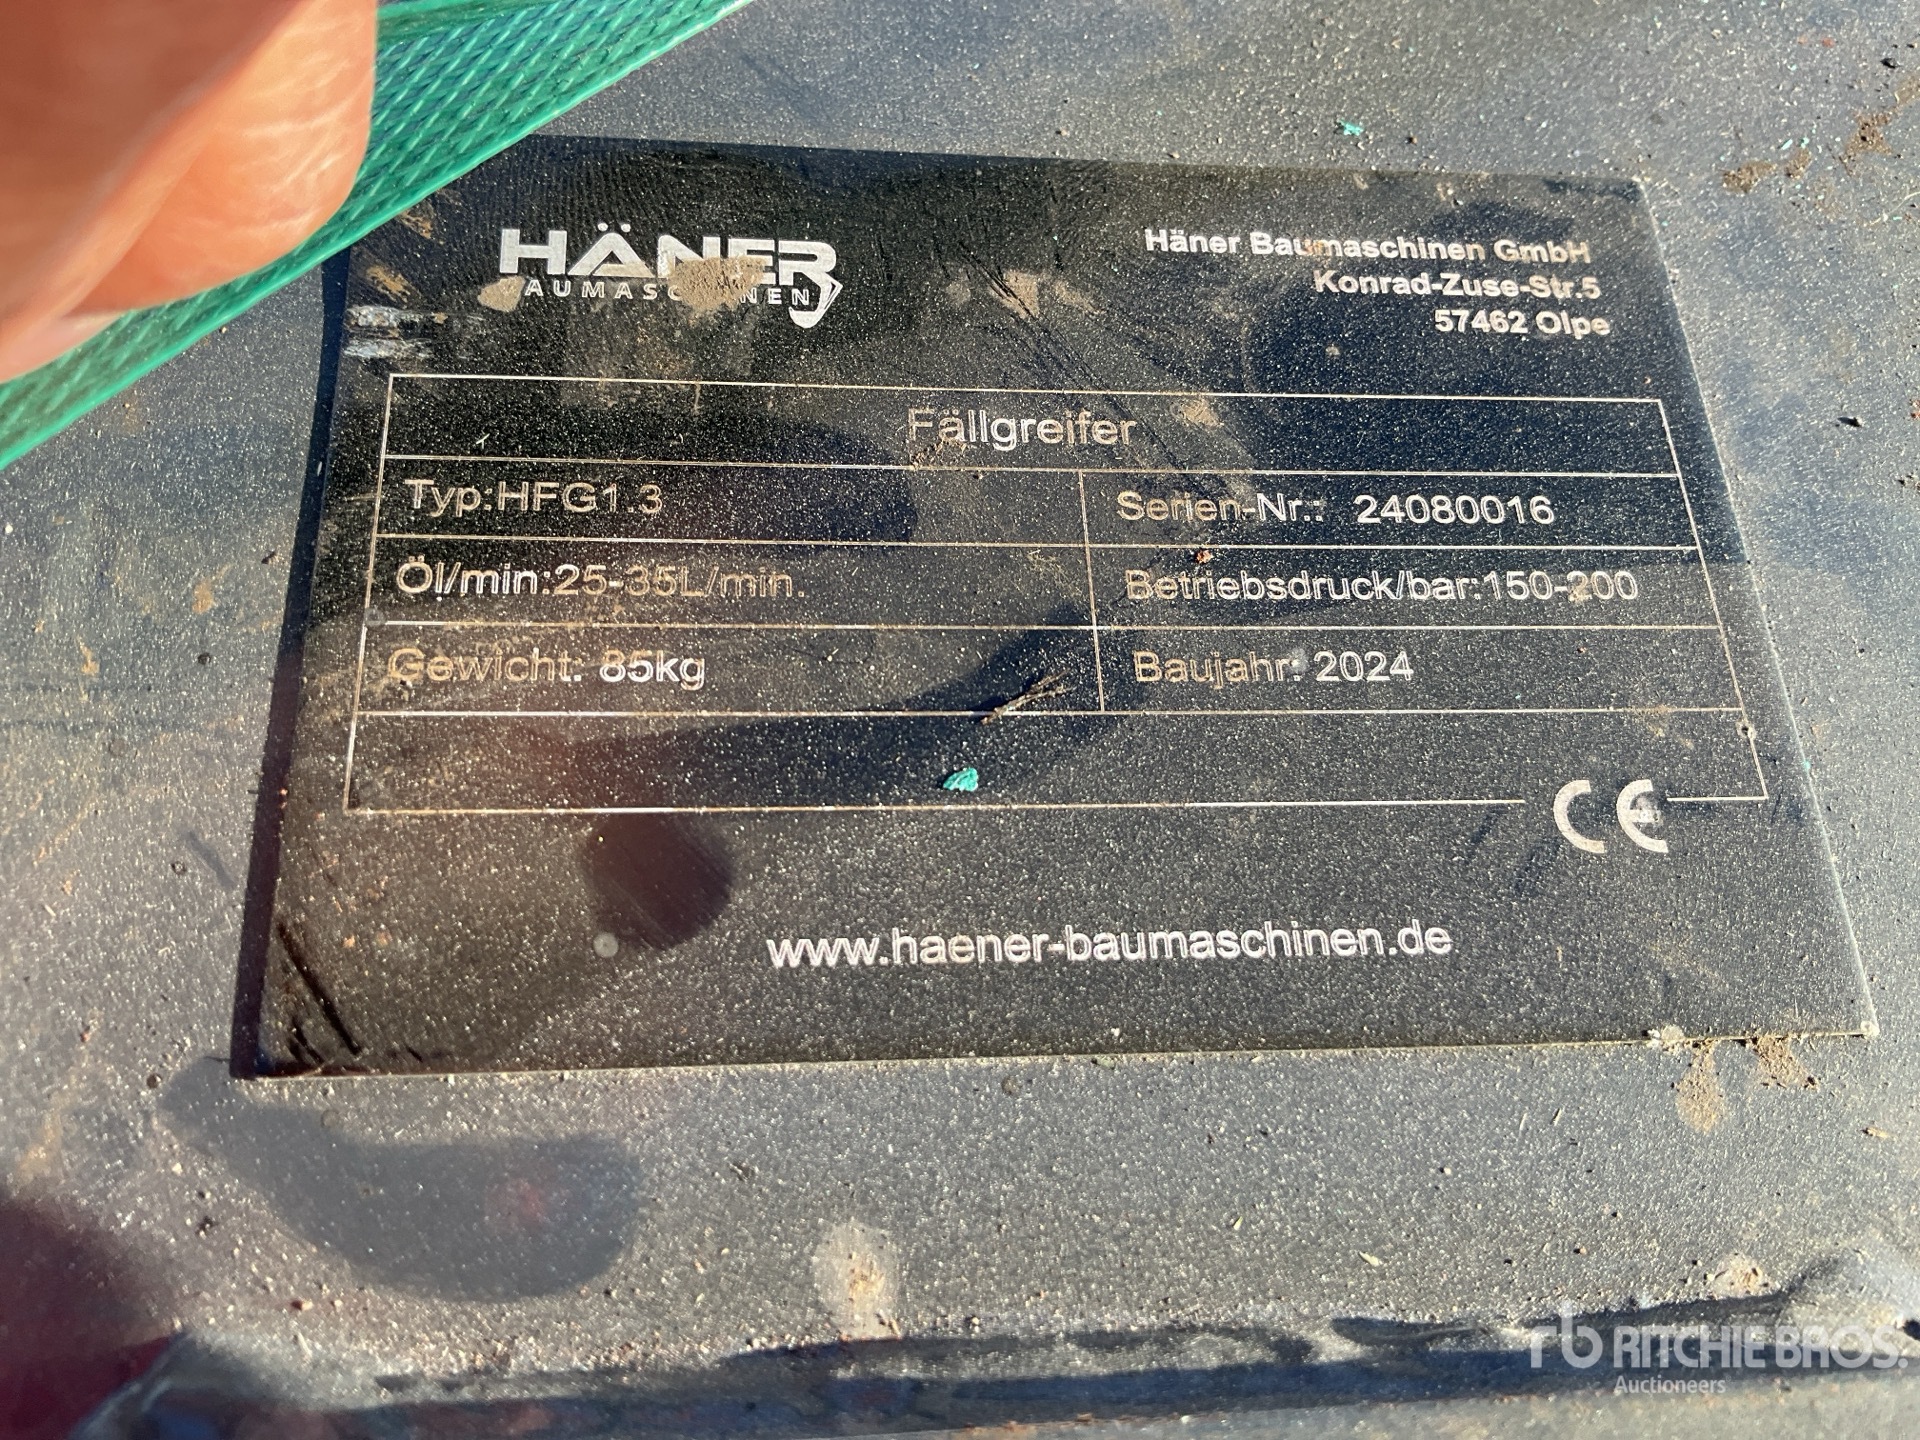 HÄNER
BAUMASCHINEN
Häner Baumaschinen GmbH
Konrad-Zuse-Str.5
57462 Olpe
Fällgreifer
Typ:HFG1.3
Serien-Nr.: 24080016
Öl/min:25-35L/min.
Betriebsdruck/bar:150-200
Gewicht: 85kg
Baujahr: 2024
CE
www.haener-baumaschinen.de
rb RITCHIE BROS.
Auctioneers